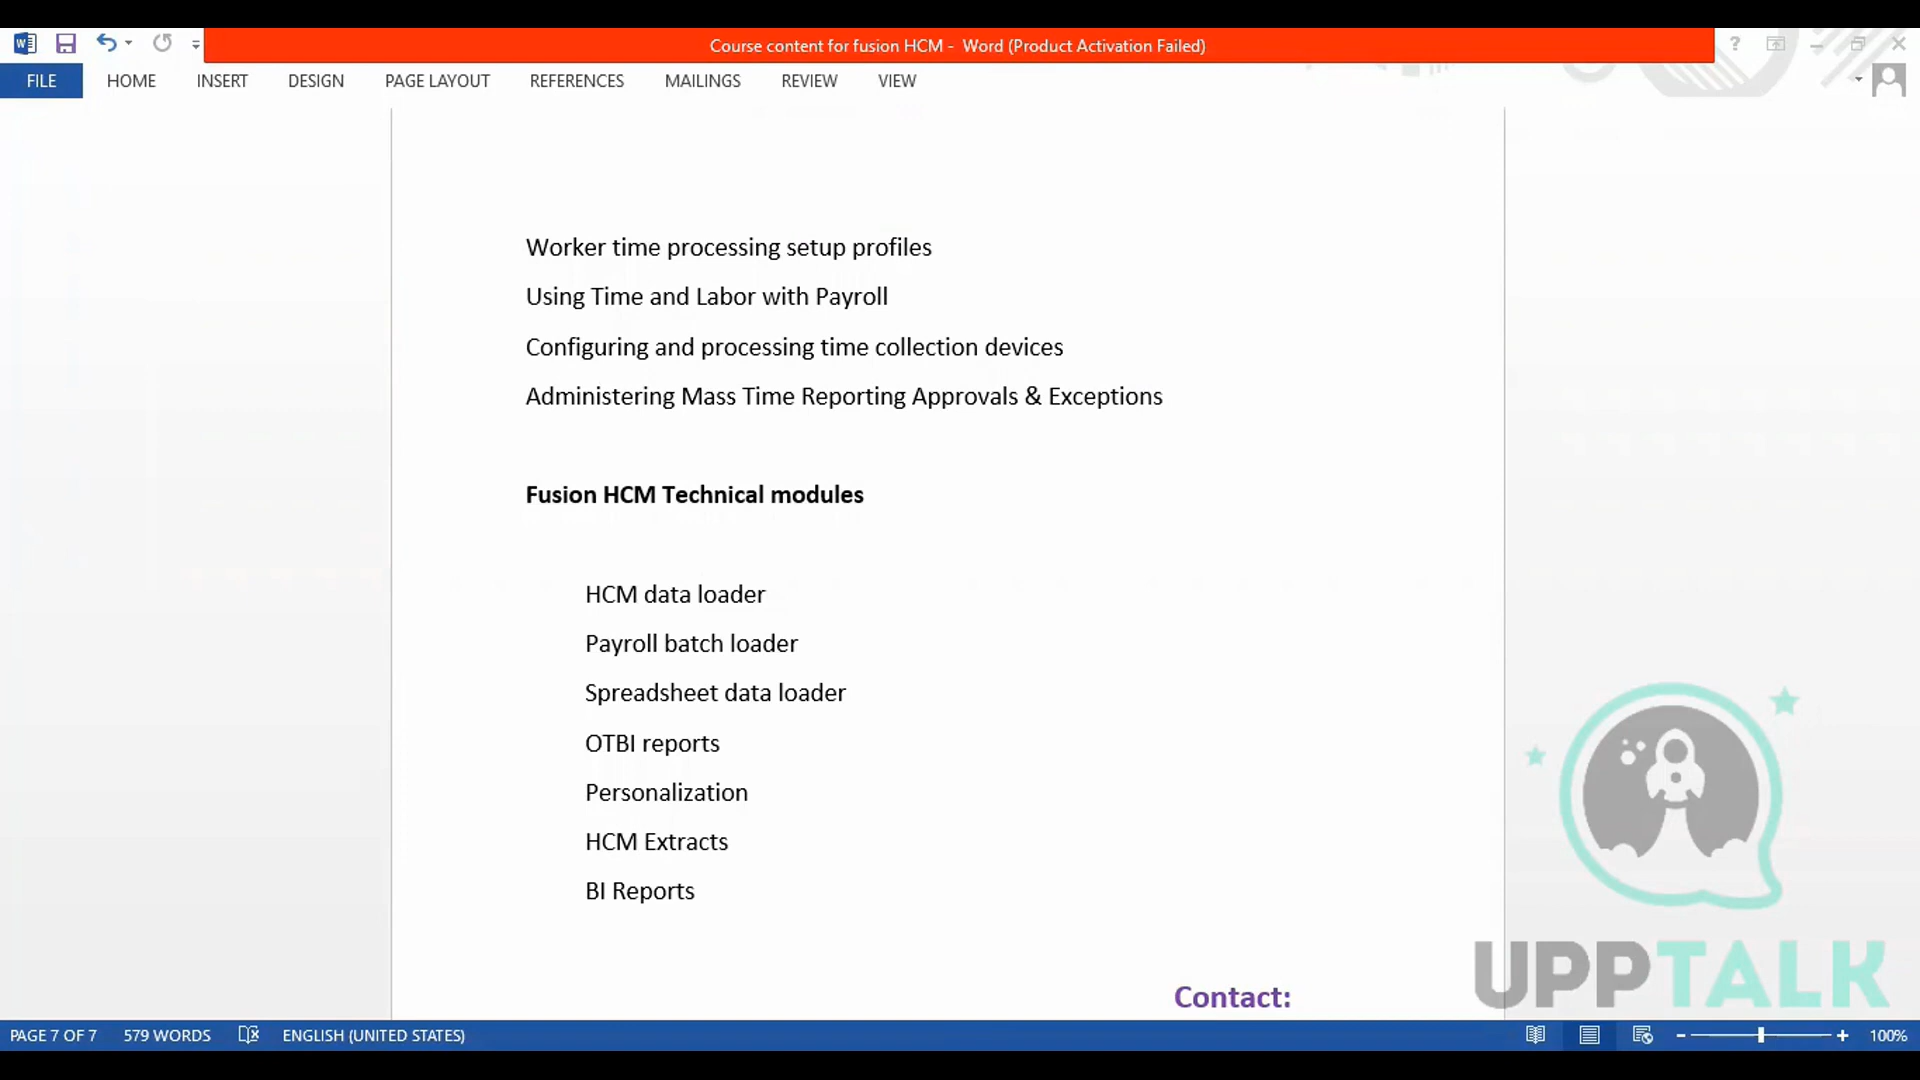 Course content for fusion HCM - Word (Product Activation Failed)
?
FILE HOME INSERT DESIGN PAGE LAYOUT REFERENCES MAILINGS REVIEW VIEW
Worker time processing setup profiles
Using Time and Labor with Payroll
Configuring and processing time collection devices
Administering Mass Time Reporting Approvals & Exceptions
Fusion HCM Technical modules
HCM data loader
Payroll batch loader
Spreadsheet data loader
OTBI reports
Personalization
HCM Extracts
BI Reports
Contact:
UPPTALK
PAGE 7 OF 7 579 WORDS ENGLISH (UNITED STATES) 100%